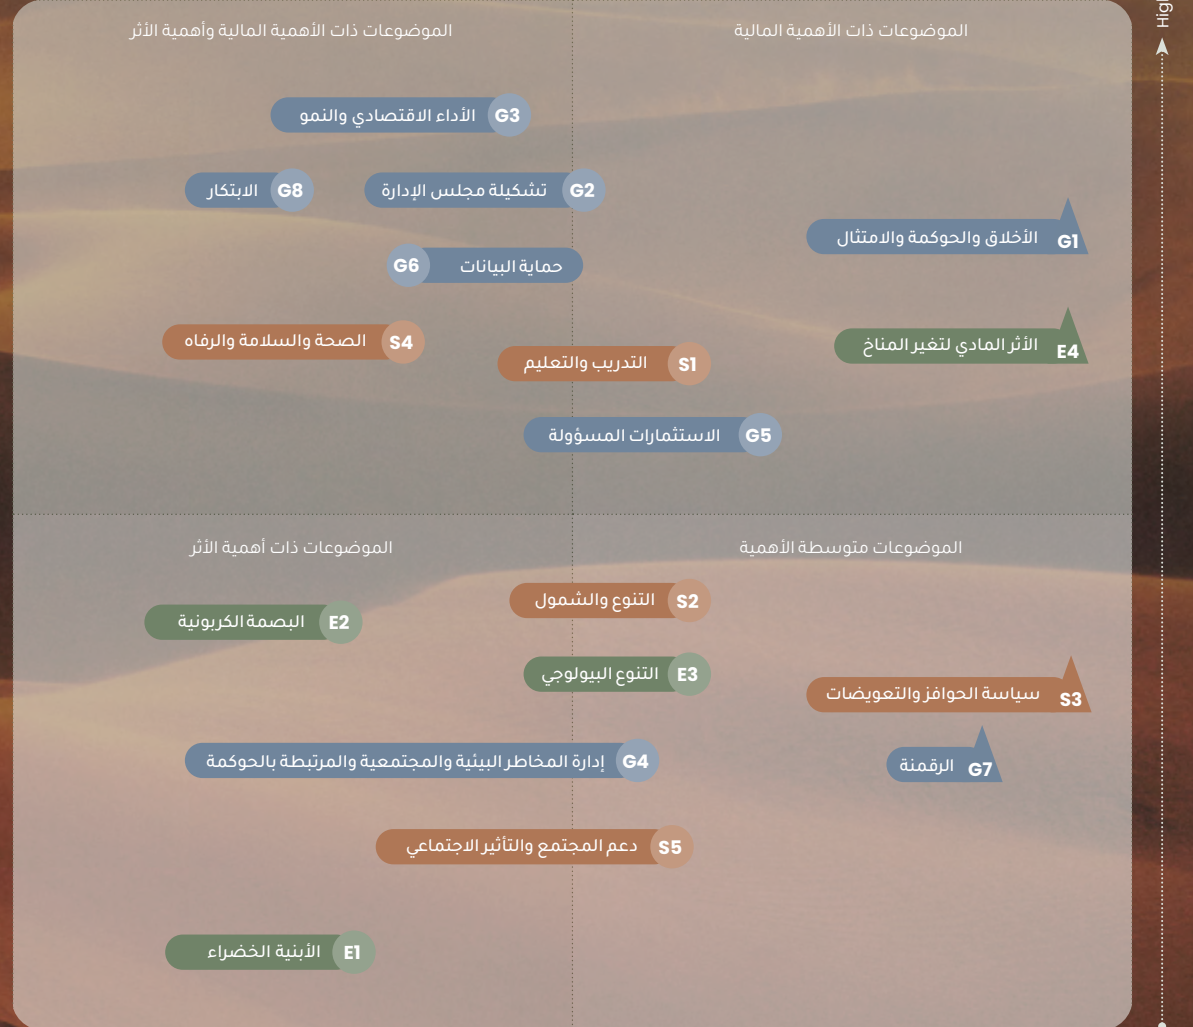 الموضوعات ذات الأهمية المالية
الموضوعات ذات الأهمية المالية وأهمية الأثر
G3 الأداء الاقتصادي والنمو
G2 تشكيلة مجلس الإدارة
G8 الابتكار
G1 الأخلاق والحوكمة والامتثال
حماية البيانات G6
E4 الأثر المادي لتغير المناخ
S4 الصحة والسلامة والرفاه
S1 التدريب والتعليم
G5 الاستثمارات المسؤولة
الموضوعات متوسطة الأهمية
الموضوعات ذات أهمية الأثر
S2 التنوع والشمول
E2 البصمة الكربونية
E3 التنوع البيولوجي
S3 سياسة الحوافز والتعويضات
G4 إدارة المخاطر البيئية والمجتمعية والمرتبطة بالحوكمة
G7 الرقمنة
S5 دعم المجتمع والتأثير الاجتماعي
E1 الأبنية الخضراء